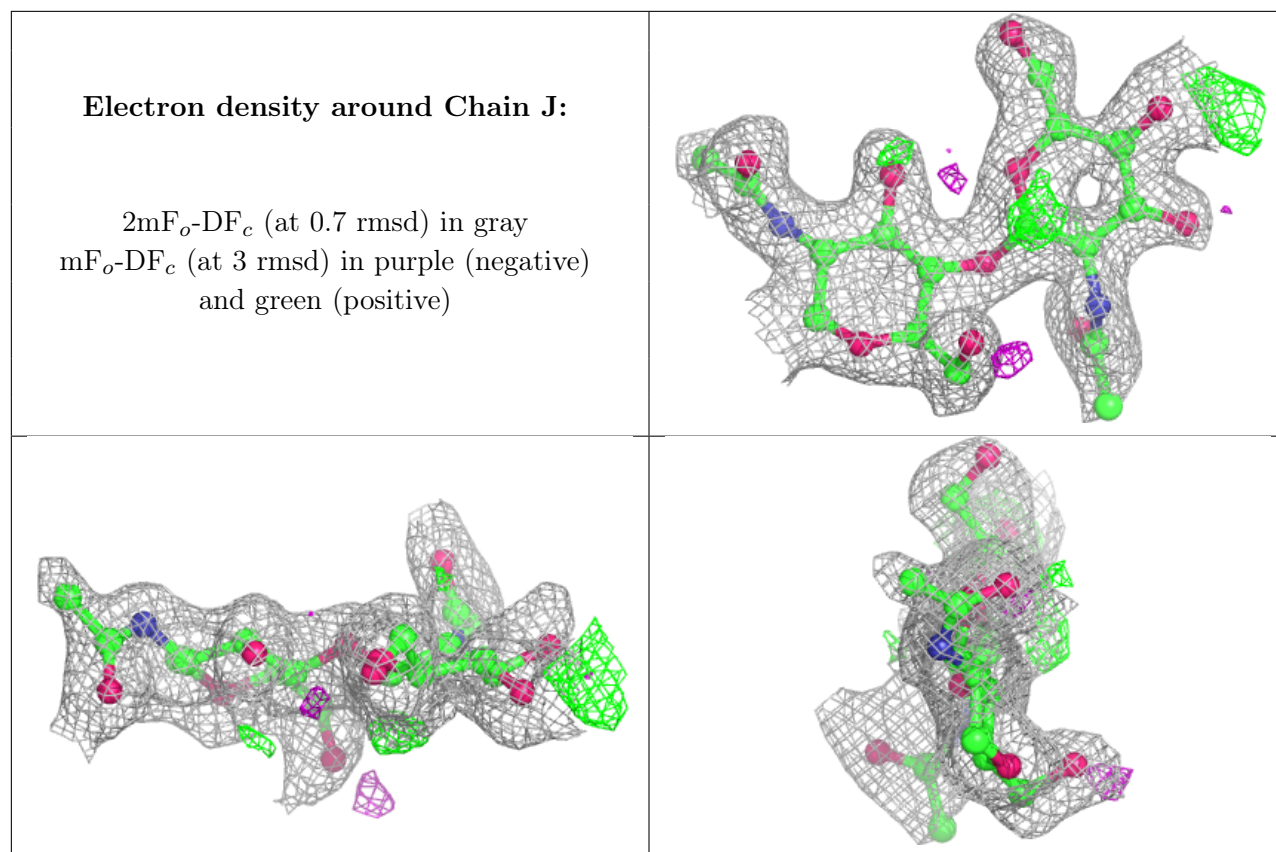 Electron density around Chain J:
2mFo-DFc (at 0.7 rmsd) in gray
mFo-DFc (at 3 rmsd) in purple (negative)
and green (positive)